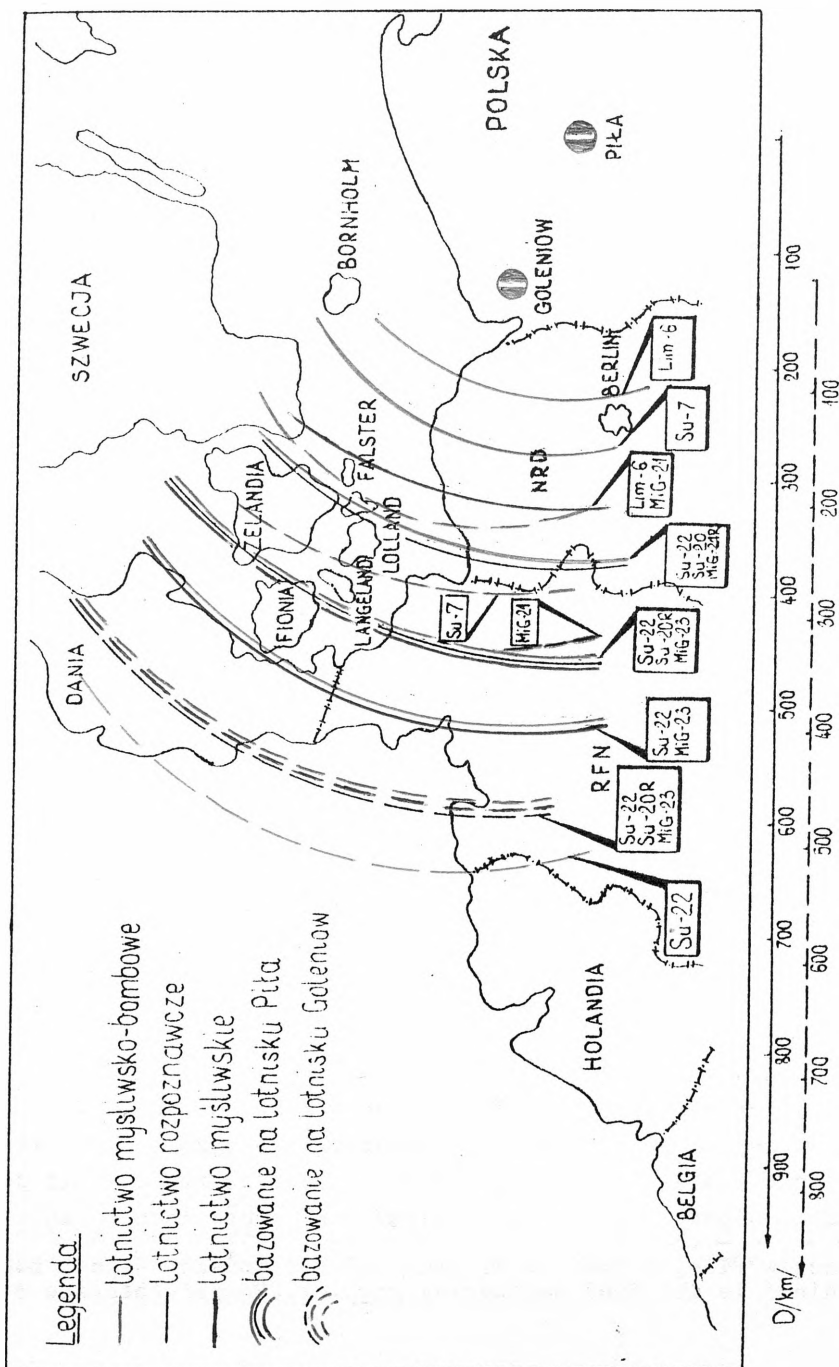 Legenda:
lotnictwo myśliwsko-bombowe
lotnictwo rozpoznawcze
lotnictwo myśliwskie
bazowanie na lotnisku Piła
bazowanie na lotnisku Goleniów
SZWECJA
DANIA
BORNHOLM
ZELANDIA
FALSTER
LOLLAND
FIONIA
LANGELAND
POLSKA
PIŁA
GOLENIÓW
BERLIN
NRD
RFN
HOLANDIA
BELGIA
Su-22
Su-22
Su-20R
MiG-23
Su-22
MiG-23
Su-22
Su-20R
MiG-23
MiG-21
Su-7
Su-22
Su-20
MiG-21R
Lim-6
MiG-21
Su-7
Lim-6
D/km/
900 800 700 600 500 400 300 200 100
800 700 600 500 400 300 200 100